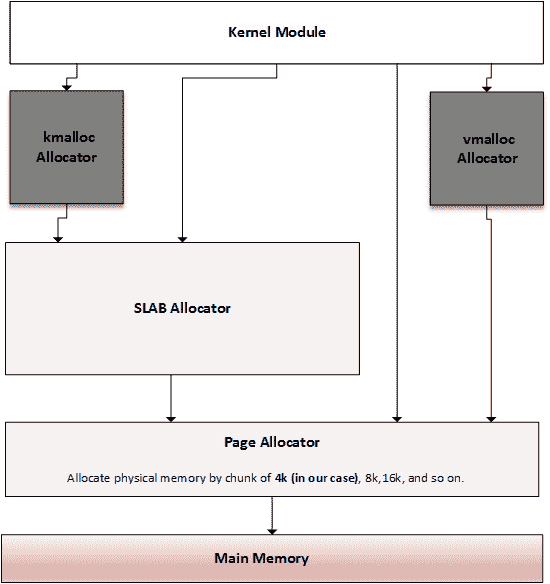 Kernel Module
kmalloc
Allocator
vmalloc
Allocator
SLAB Allocator
Page Allocator
Allocate physical memory by chunk of 4k (in our case), 8k,16k, and so on.
Main Memory